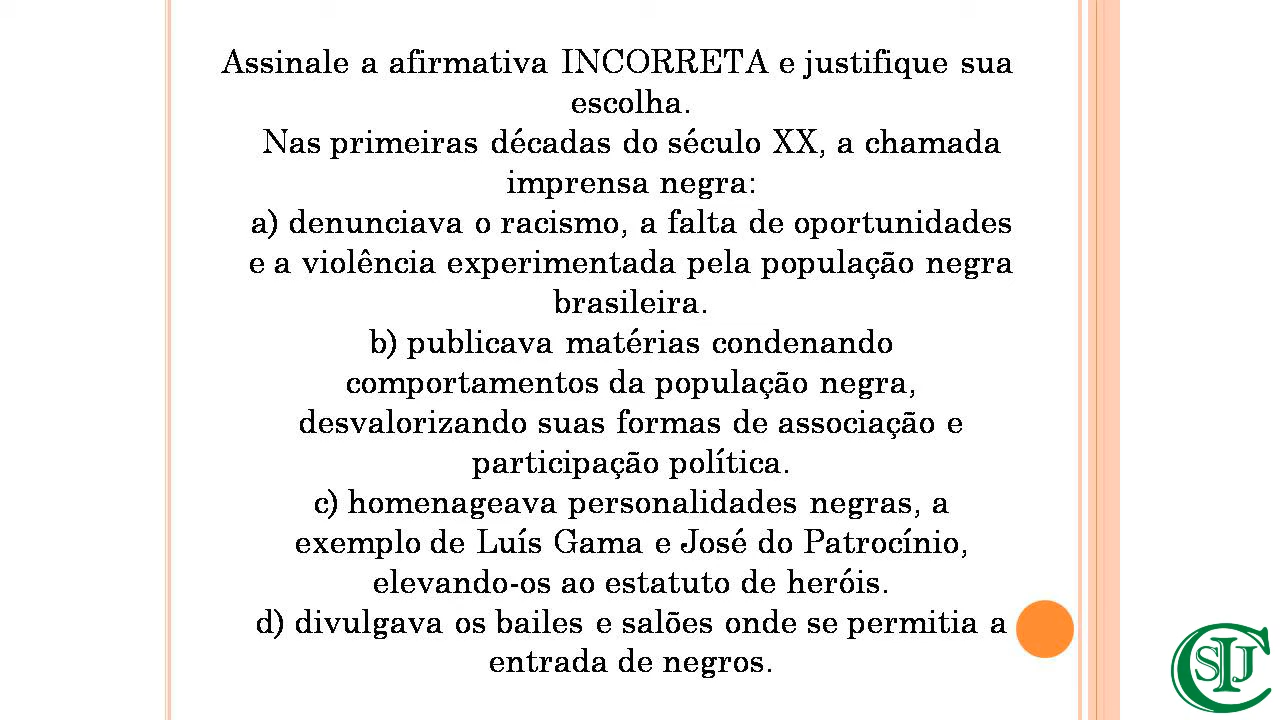 Assinale a afirmativa INCORRETA e justifique sua
escolha.
Nas primeiras décadas do século XX, a chamada
imprensa negra:
a) denunciava o racismo, a falta de oportunidades
e a violência experimentada pela população negra
brasileira.
b) publicava matérias condenando
comportamentos da população negra,
desvalorizando suas formas de associação e
participação política.
c) homenageava personalidades negras, a
exemplo de Luís Gama e José do Patrocínio,
elevando-os ao estatuto de heróis.
d) divulgava os bailes e salões onde se permitia a
entrada de negros.